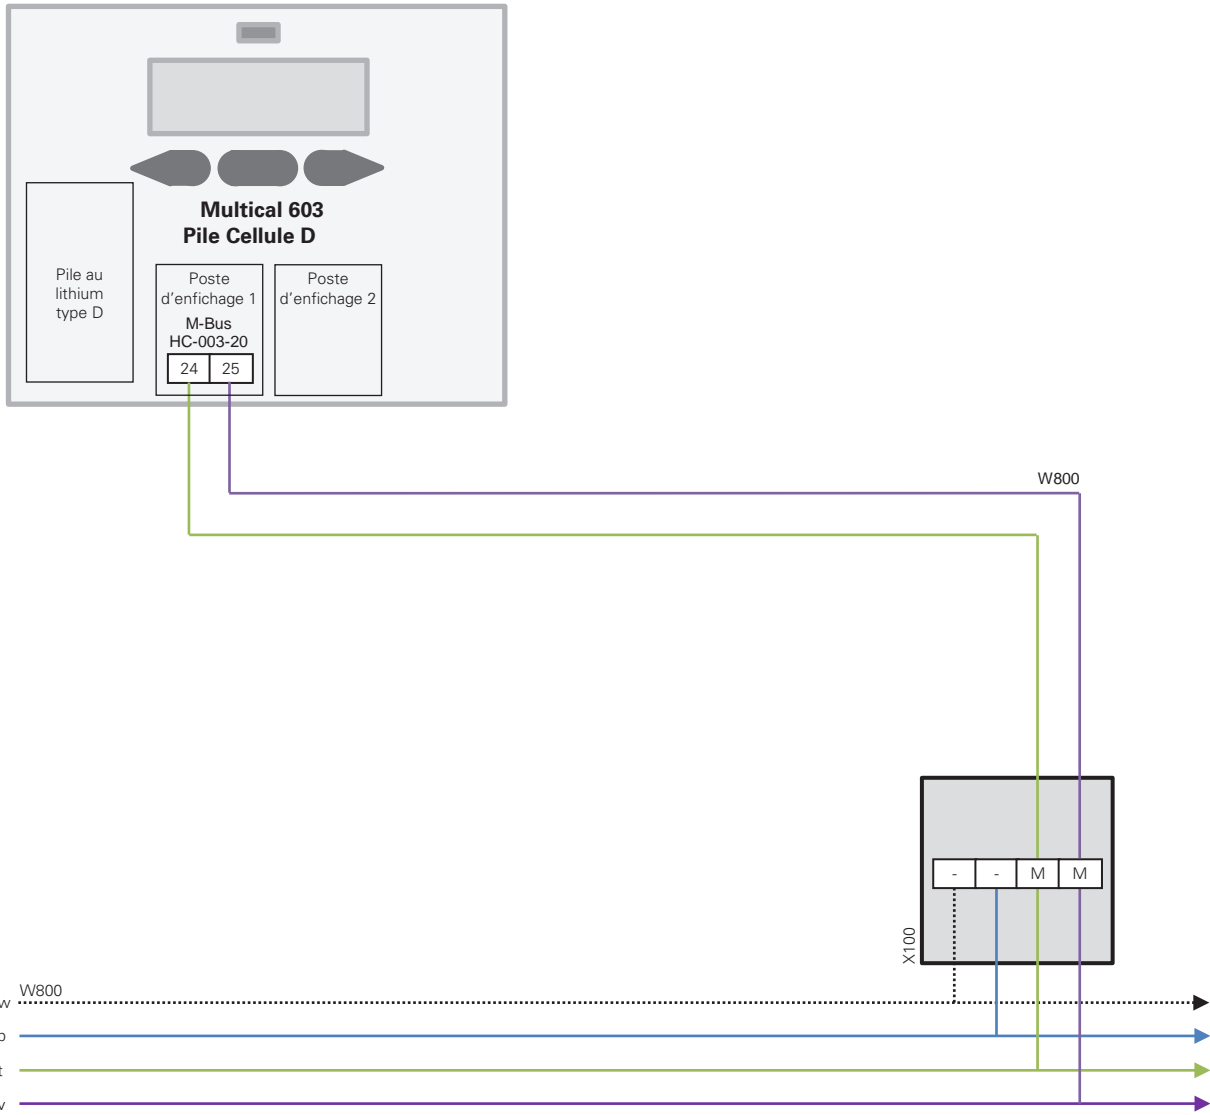 Multical 603
Pile Cellule D
Pile au
lithium
type D
Poste
d'enfichage 1
M-Bus
HC-003-20
24 25
Poste
d'enfichage 2
W800
- - M M
X100
W800